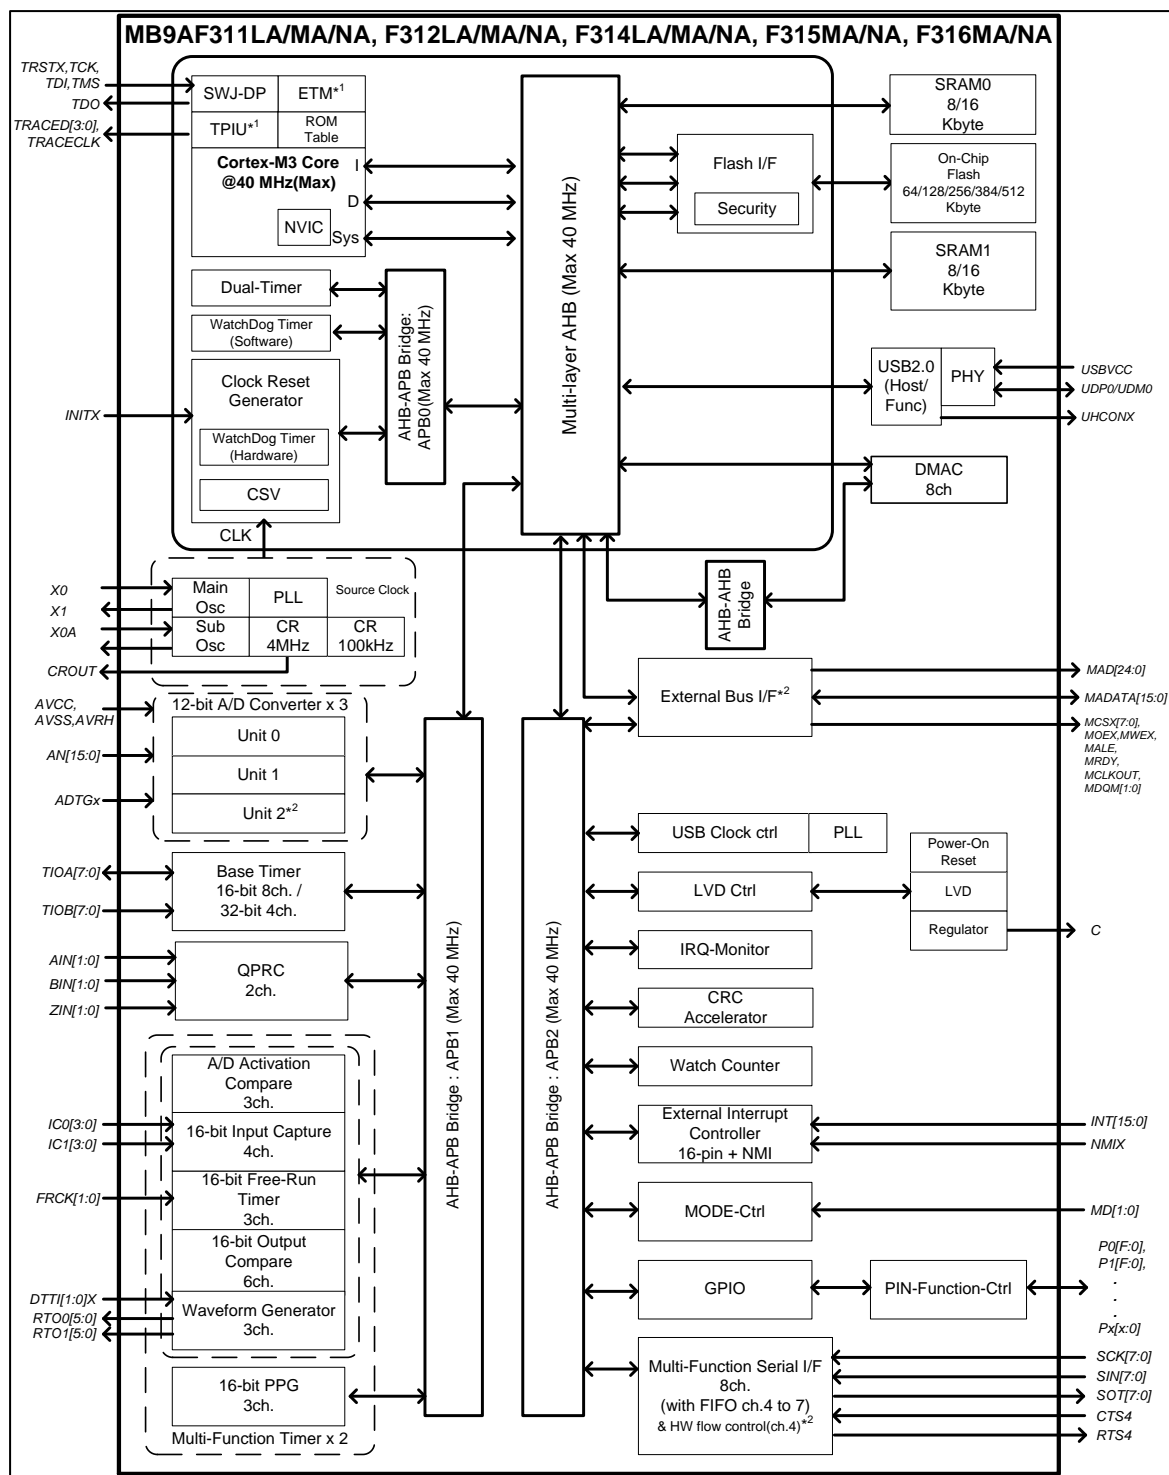 MB9AF311LA/MA/NA, F312LA/MA/NA, F314LA/MA/NA, F315MA/NA, F316MA/NA
TRSTX,TCK,
TDI,TMS
TDO
TRACED[3:0],
TRACECLK
SWJ-DP
ETM*1
TPIU*1
ROM
Table
Cortex-M3 Core
@40 MHz(Max)
I
D
NVIC
Sys
Dual-Timer
WatchDog Timer
(Software)
Clock Reset
Generator
WatchDog Timer
(Hardware)
CSV
CLK
INITX
AHB-APB Bridge:
APB0(Max 40 MHz)
Multi-layer AHB (Max 40 MHz)
Flash I/F
Security
SRAM0
8/16
Kbyte
On-Chip
Flash
64/128/256/384/512
Kbyte
SRAM1
8/16
Kbyte
USB2.0
(Host/
Func)
PHY
USBVCC
UDP0/UDM0
UHCONX
DMAC
8ch
AHB-AHB
Bridge
X0
X1
X0A
CROUT
Main
Osc
PLL
Source Clock
Sub
Osc
CR
4MHz
CR
100kHz
AVCC,
AVSS,AVRH
AN[15:0]
ADTGx
12-bit A/D Converter x 3
Unit 0
Unit 1
Unit 2*2
TIOA[7:0]
TIOB[7:0]
Base Timer
16-bit 8ch. /
32-bit 4ch.
AIN[1:0]
BIN[1:0]
ZIN[1:0]
QPRC
2ch.
A/D Activation
Compare
3ch.
IC0[3:0]
IC1[3:0]
16-bit Input Capture
4ch.
FRCK[1:0]
16-bit Free-Run
Timer
3ch.
16-bit Output
Compare
6ch.
DTTI[1:0]X
RTO0[5:0]
RTO1[5:0]
Waveform Generator
3ch.
16-bit PPG
3ch.
Multi-Function Timer x 2
AHB-APB Bridge : APB1 (Max 40 MHz)
AHB-APB Bridge : APB2 (Max 40 MHz)
External Bus I/F*2
MAD[24:0]
MADATA[15:0]
MCSX[7:0],
MOEX,MWEX,
MALE,
MRDY,
MCLKOUT,
MDQM[1:0]
USB Clock ctrl
PLL
LVD Ctrl
Power-On
Reset
LVD
Regulator
C
IRQ-Monitor
CRC
Accelerator
Watch Counter
External Interrupt
Controller
16-pin + NMI
INT[15:0]
NMIX
MODE-Ctrl
MD[1:0]
GPIO
PIN-Function-Ctrl
P0[F:0],
P1[F:0],
.
.
.
Px[x:0]
Multi-Function Serial I/F
8ch.
(with FIFO ch.4 to 7)
& HW flow control(ch.4)*2
SCK[7:0]
SIN[7:0]
SOT[7:0]
CTS4
RTS4